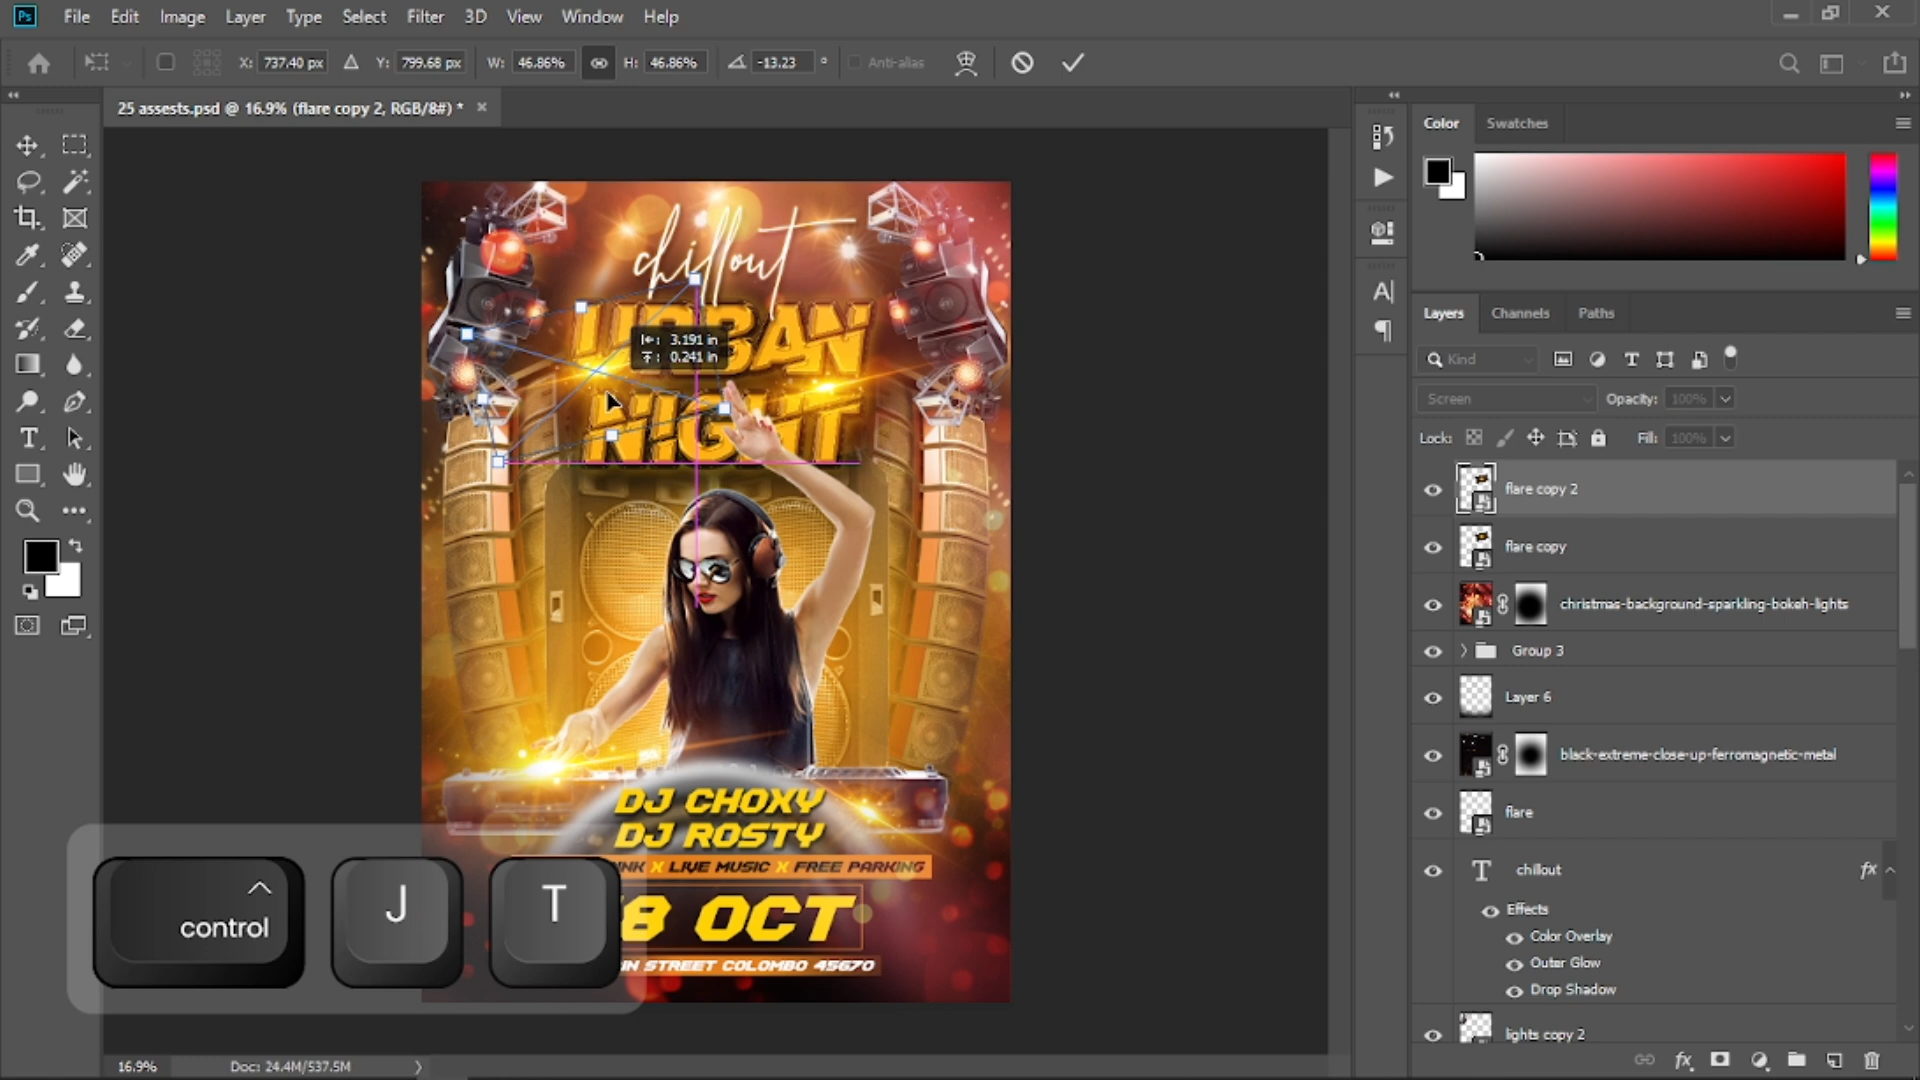 Ps File Edit Image Layer Type Select Filter 3D View Window Help
X: 737.40 px Y: 799.68 px W: 46.86% H: 46.86% -13.23 ° Anti-alias
25 assests.psd @ 16.9% (flare copy 2, RGB/8#) *
Color Swatches
chillout
URBAN
3.191 in
0.241 in
NIGHT
DJ CHOXY
DJ ROSTY
INK X LIVE MUSIC X FREE PARKING
8 OCT
IN STREET COLOMBO 45670
control J T
Layers Channels Paths
Kind
Screen Opacity: 100%
Lock: Fill: 100%
flare copy 2
flare copy
christmas-background-sparkling-bokeh-lights
Group 3
Layer 6
black-extreme-close-up-ferromagnetic-metal
flare
T chillout fx
Effects
Color Overlay
Outer Glow
Drop Shadow
lights copy 2
16.9% Doc: 24.4M/537.5M